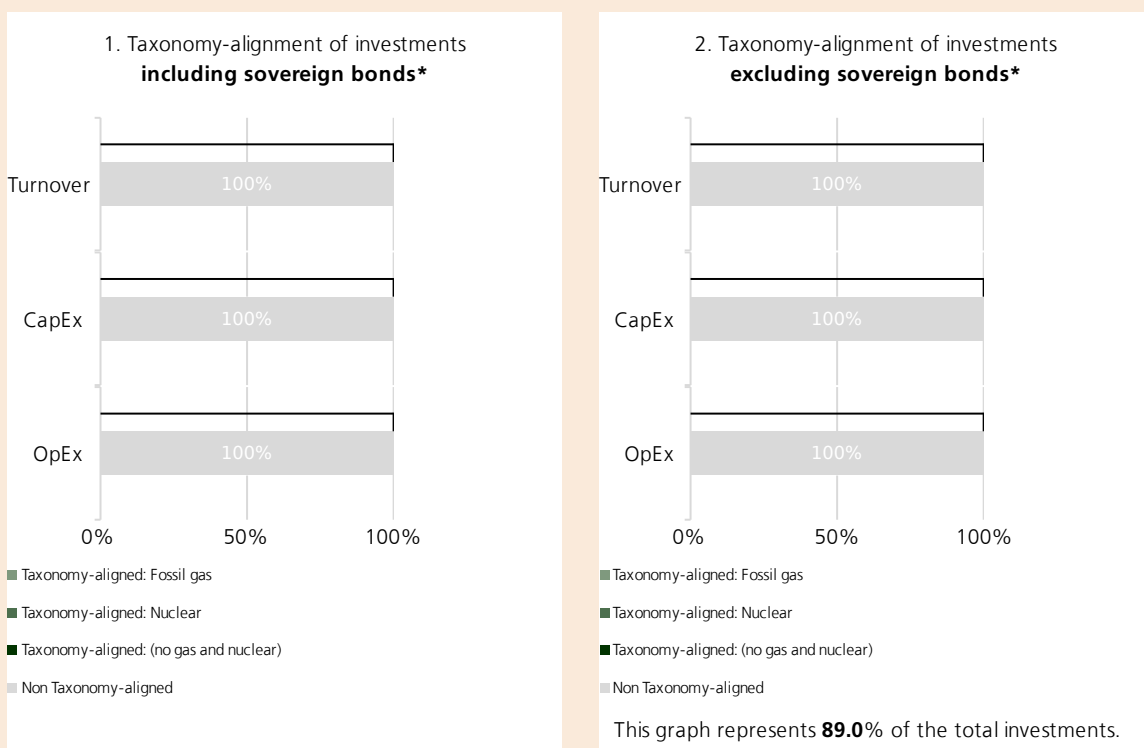 1. Taxonomy-alignment of investments
including sovereign bonds*
Turnover
100%
CapEx
100%
OpEx
100%
0% 50% 100%
Taxonomy-aligned: Fossil gas
Taxonomy-aligned: Nuclear
Taxonomy-aligned: (no gas and nuclear)
Non Taxonomy-aligned
2. Taxonomy-alignment of investments
excluding sovereign bonds*
Turnover
100%
CapEx
100%
OpEx
100%
0% 50% 100%
Taxonomy-aligned: Fossil gas
Taxonomy-aligned: Nuclear
Taxonomy-aligned: (no gas and nuclear)
Non Taxonomy-aligned
This graph represents 89.0% of the total investments.